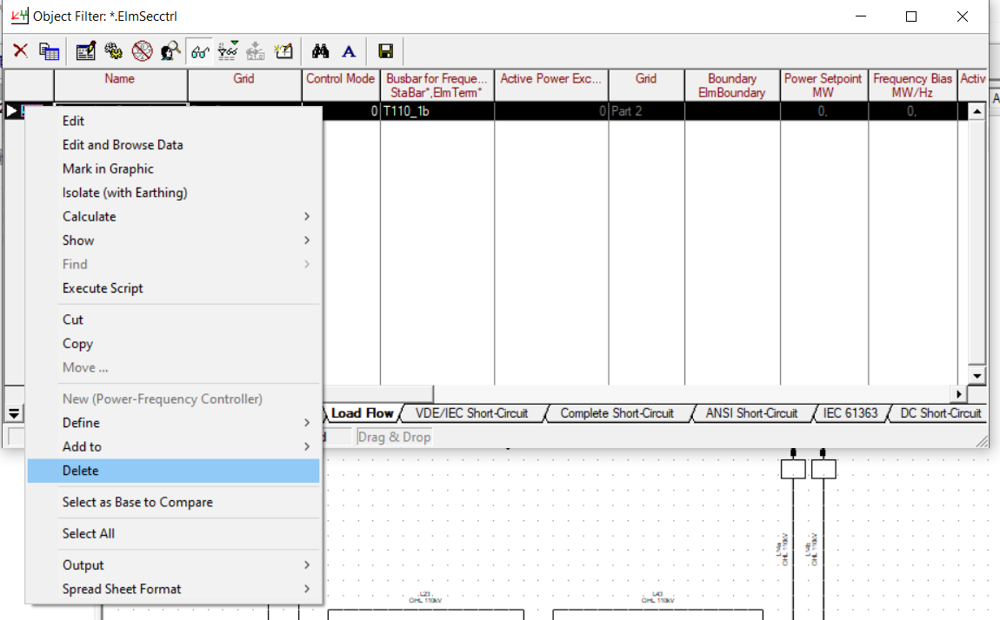 Object Filter: *.ElmSecctrl
Name
Grid
Control Mode
Busbar for Freque...
StaBar*,ElmTerm*
Active Power Exc...
Grid
Boundary
ElmBoundary
Power Setpoint
MW
Frequency Bias
MW/Hz
Activ
0
T110_1b
0
Part 2
0,
0,
Edit
Edit and Browse Data
Mark in Graphic
Isolate (with Earthing)
Calculate
Show
Find
Execute Script
Cut
Copy
Move ...
New (Power-Frequency Controller)
Define
Add to
Delete
Select as Base to Compare
Select All
Output
Spread Sheet Format
Load Flow
VDE/IEC Short-Circuit
Complete Short-Circuit
ANSI Short-Circuit
IEC 61363
DC Short-Circuit
Drag & Drop
L34a
OHL 110kV
L34b
OHL 110kV
L23
OHL 110kV
L43
OHL 110kV